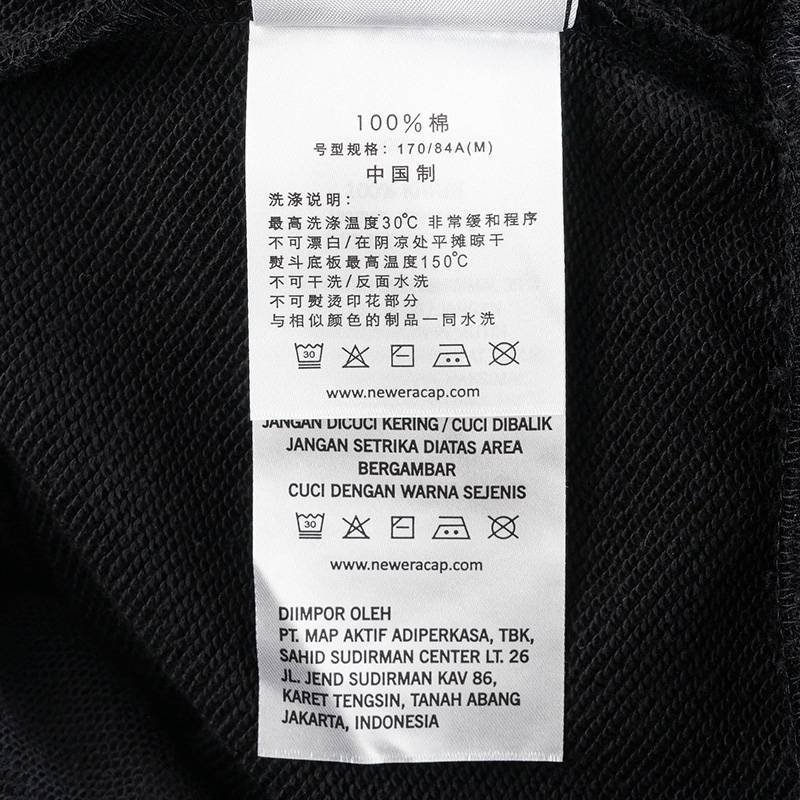 100%棉
号型规格：170/84A(M)
中国制
洗涤说明：
最高洗涤温度30℃ 非常缓和程序
不可漂白/在阴凉处平摊晾干
熨斗底板最高温度150℃
不可干洗/反面水洗
不可熨烫印花部分
与相似颜色的制品一同水洗
30
www.neweracap.com
JANGAN DICUCI KERING / CUCI DIBALIK
JANGAN SETRIKA DIATAS AREA
BERGAMBAR
CUCI DENGAN WARNA SEJENIS
30
www.neweracap.com
DIIMPOR OLEH
PT. MAP AKTIF ADIPERKASA, TBK,
SAHID SUDIRMAN CENTER LT. 26
JL. JEND SUDIRMAN KAV 86,
KARET TENGSIN, TANAH ABANG
JAKARTA, INDONESIA